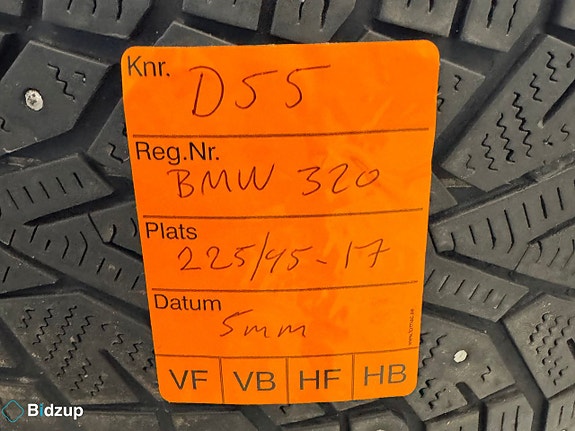 Knr. D55
Reg.Nr.
BMW 320
Plats
225/45-17
Datum
5mm
VF VB HF HB
Bidzup